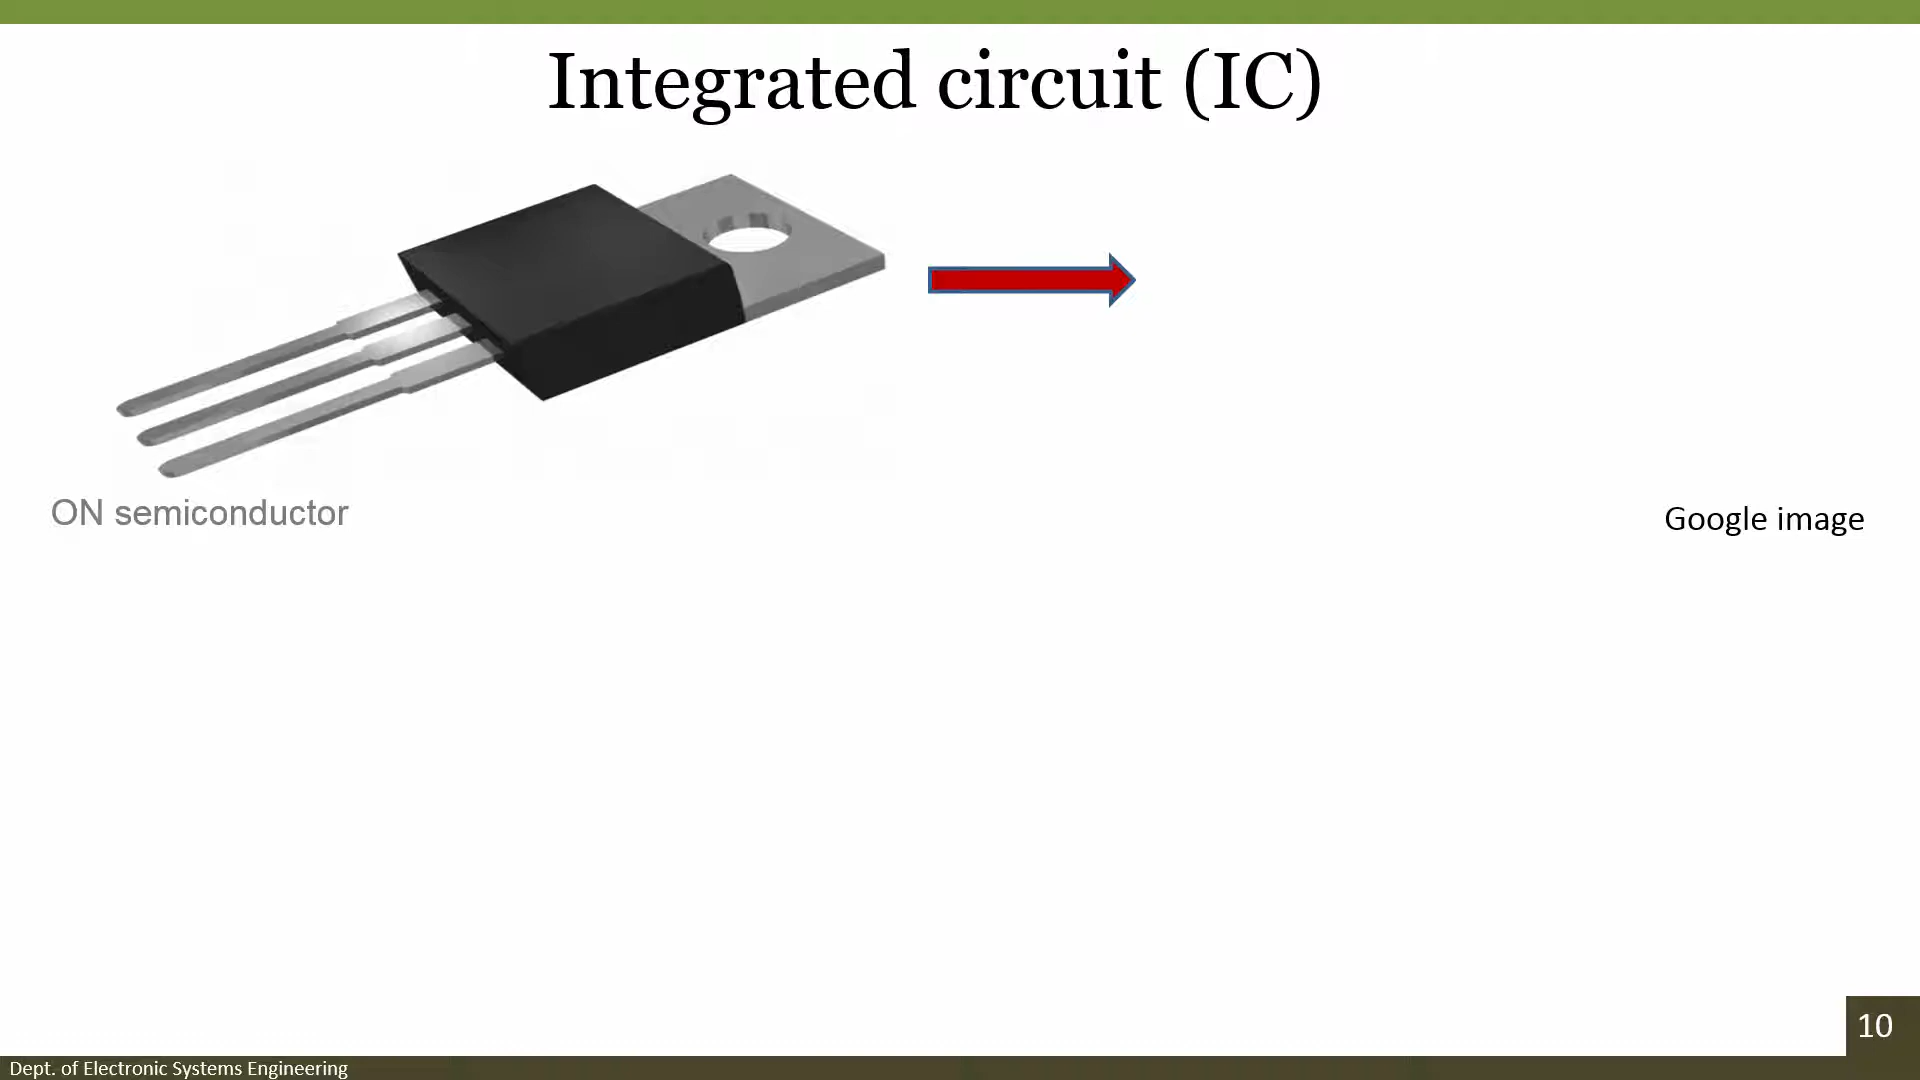 Integrated circuit (IC)
ON semiconductor
Google image
10
Dept. of Electronic Systems Engineering